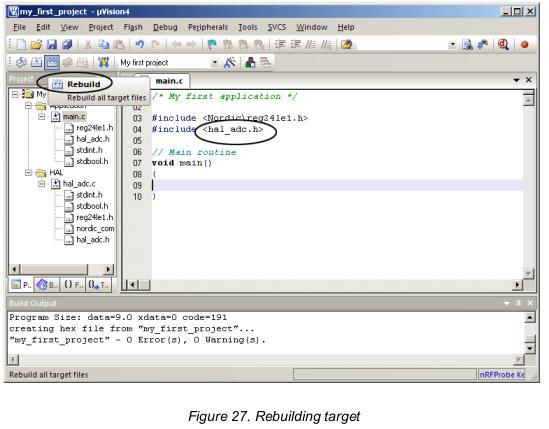 my_first_project - µVision4
File Edit View Project Flash Debug Peripherals Tools SVCS Window Help
My first project
Project
main.c
Rebuild
Rebuild all target files
My
Application
main.c
reg24le1.h
hal_adc.h
stdint.h
stdbool.h
HAL
hal_adc.c
stdint.h
stdbool.h
reg24le1.h
nordic_com
hal_adc.h
/* My first application */
02
03 #include <Nordic\reg24le1.h>
04 #include <hal_adc.h>
05
06 // Main routine
07 void main()
08 {
09
10 }
P... B... {} F... 0 T...
Build Output
Program Size: data=9.0 xdata=0 code=191
creating hex file from "my_first_project"...
"my_first_project" - 0 Error(s), 0 Warning(s).
Rebuild all target files
nRFProbe Ke
Figure 27. Rebuilding target